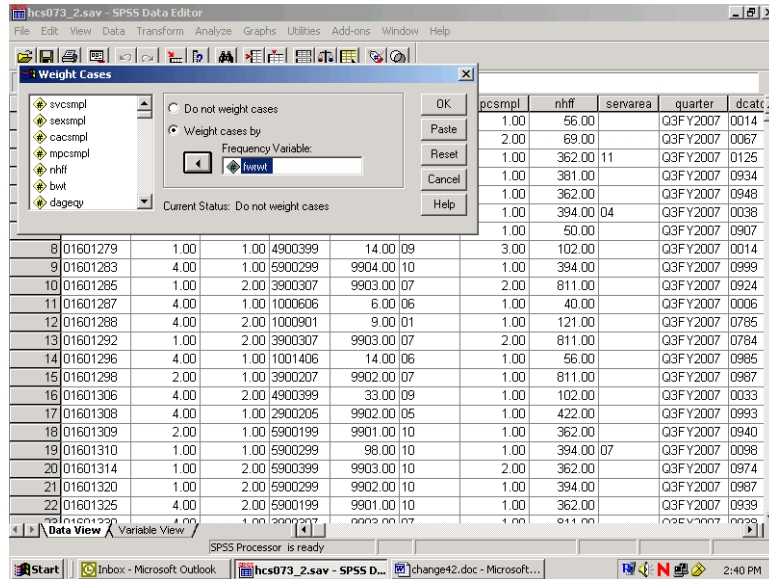 hcs073_2.sav - SPSS Data Editor
File Edit View Data Transform Analyze Graphs Utilities Add-ons Window Help
Weight Cases
svcsmpl
sexsmpl
cacsmpl
mpcsmpl
nhff
bwt
dageqy
Do not weight cases
Weight cases by
Frequency Variable:
fwrwt
Current Status: Do not weight cases
OK
Paste
Reset
Cancel
Help
pcsmpl nhff servarea quarter dcatc
1.00 56.00 Q3FY2007 0014
2.00 69.00 Q3FY2007 0067
1.00 362.00 11 Q3FY2007 0125
1.00 381.00 Q3FY2007 0934
1.00 362.00 Q3FY2007 0948
1.00 394.00 04 Q3FY2007 0038
1.00 50.00 Q3FY2007 0907
8 01601279 1.00 1.00 4900399 14.00 09 3.00 102.00 Q3FY2007 0014
9 01601283 4.00 1.00 5900299 9904.00 10 1.00 394.00 Q3FY2007 0999
10 01601285 1.00 2.00 3900307 9903.00 07 2.00 811.00 Q3FY2007 0924
11 01601287 4.00 1.00 1000606 6.00 06 1.00 40.00 Q3FY2007 0006
12 01601288 4.00 2.00 1000901 9.00 01 1.00 121.00 Q3FY2007 0785
13 01601292 1.00 2.00 3900307 9903.00 07 2.00 811.00 Q3FY2007 0784
14 01601296 4.00 1.00 1001406 14.00 06 1.00 56.00 Q3FY2007 0985
15 01601298 2.00 1.00 3900207 9902.00 07 1.00 811.00 Q3FY2007 0987
16 01601306 4.00 2.00 4900399 33.00 09 1.00 102.00 Q3FY2007 0033
17 01601308 4.00 1.00 2900205 9902.00 05 1.00 422.00 Q3FY2007 0993
18 01601309 2.00 1.00 5900199 9901.00 10 1.00 362.00 Q3FY2007 0940
19 01601310 1.00 1.00 5900299 98.00 10 1.00 394.00 07 Q3FY2007 0098
20 01601314 1.00 2.00 5900399 9903.00 10 2.00 362.00 Q3FY2007 0974
21 01601320 1.00 2.00 5900299 9902.00 10 1.00 394.00 Q3FY2007 0987
22 01601325 4.00 2.00 5900199 9901.00 10 1.00 362.00 Q3FY2007 0939
Data View Variable View
SPSS Processor is ready
Start Inbox - Microsoft Outlook hcs073_2.sav - SPSS D... change42.doc - Microsoft... 2:40 PM